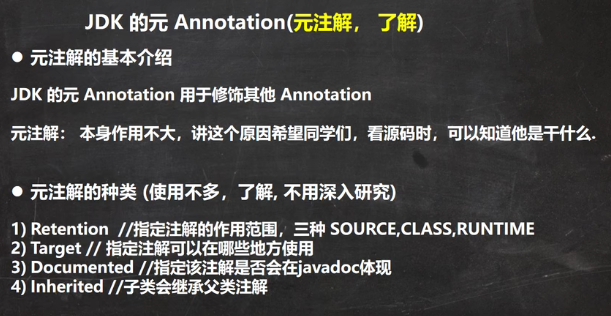 JDK 的元 Annotation(元注解， 了解)
● 元注解的基本介绍
JDK 的元 Annotation 用于修饰其他 Annotation
元注解： 本身作用不大，讲这个原因希望同学们，看源码时，可以知道他是干什么.
● 元注解的种类 (使用不多，了解, 不用深入研究)
1) Retention //指定注解的作用范围，三种 SOURCE,CLASS,RUNTIME
2) Target // 指定注解可以在哪些地方使用
3) Documented //指定该注解是否会在javadoc体现
4) Inherited //子类会继承父类注解